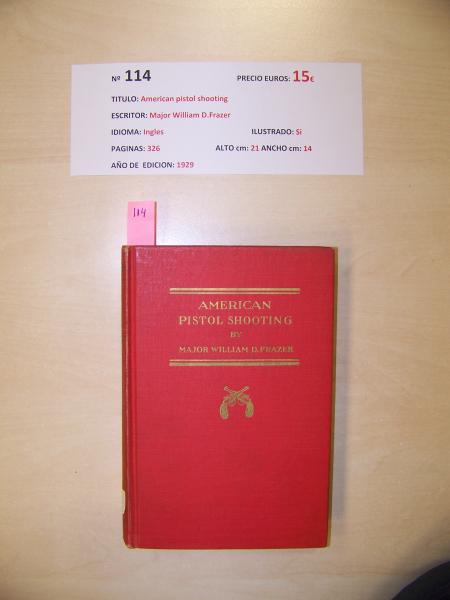 Nº 114 PRECIO EUROS: 15€
TITULO: American pistol shooting
ESCRITOR: Major William D.Frazer
IDIOMA: Ingles ILUSTRADO: Si
PAGINAS: 326 ALTO cm: 21 ANCHO cm: 14
AÑO DE EDICION: 1929
114
AMERICAN
PISTOL SHOOTING
BY
MAJOR WILLIAM D. FRAZER